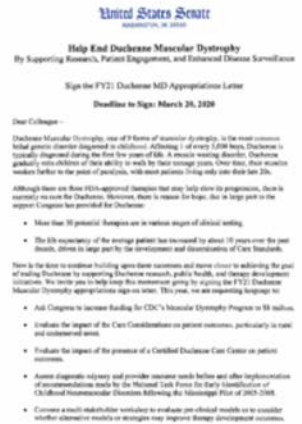 United States Senate
WASHINGTON, DC 20510
Help End Duchenne Muscular Dystrophy
By Supporting Research, Patient Engagement, and Enhanced Disease Surveillance
Sign the FY21 Duchenne MD Appropriations Letter
Deadline to Sign: March 20, 2020
Dear Colleague –
Duchenne Muscular Dystrophy, one of 9 forms of muscular dystrophy, is the most common
lethal genetic disorder diagnosed in childhood. Affecting 1 of every 5,000 boys, Duchenne is
typically diagnosed during the first few years of life. A muscle wasting disorder, Duchenne
gradually robs children of their ability to walk by their teenage years. Over time, their muscles
weaken further to the point of paralysis, with most patients living only into their late 20s.
Although there are three FDA-approved therapies that may help slow its progression, there is
currently no cure for Duchenne. However, there is reason for hope, due in large part to the
support Congress has provided for Duchenne:
• More than 30 potential therapies are in various stages of clinical testing.
• The life expectancy of the average patient has increased by about 10 years over the past
decade, driven in large part by the development and dissemination of Care Standards.
Now is the time to continue building upon these successes and move closer to achieving the goal
of ending Duchenne by supporting Duchenne research, public health, and therapy development
initiatives. We invite you to help keep this momentum going by signing the FY21 Duchenne
Muscular Dystrophy appropriations sign-on letter. This year, we are requesting language to:
• Ask Congress to increase funding for CDC's Muscular Dystrophy Program to $8 million.
• Evaluate the impact of the Care Considerations on patient outcomes, particularly in rural
and underserved areas.
• Evaluate the impact of the presence of a Certified Duchenne Care Center on patient
outcomes.
• Assess diagnostic odyssey and provider resource needs before and after implementation
of recommendations made by the National Task Force for Early Identification of
Childhood Neuromuscular Disorders following the Mississippi Pilot of 2005-2008.
• Convene a multi-stakeholder workshop to evaluate pre-clinical models or to consider
whether alternative models or strategies may improve therapy development outcomes.